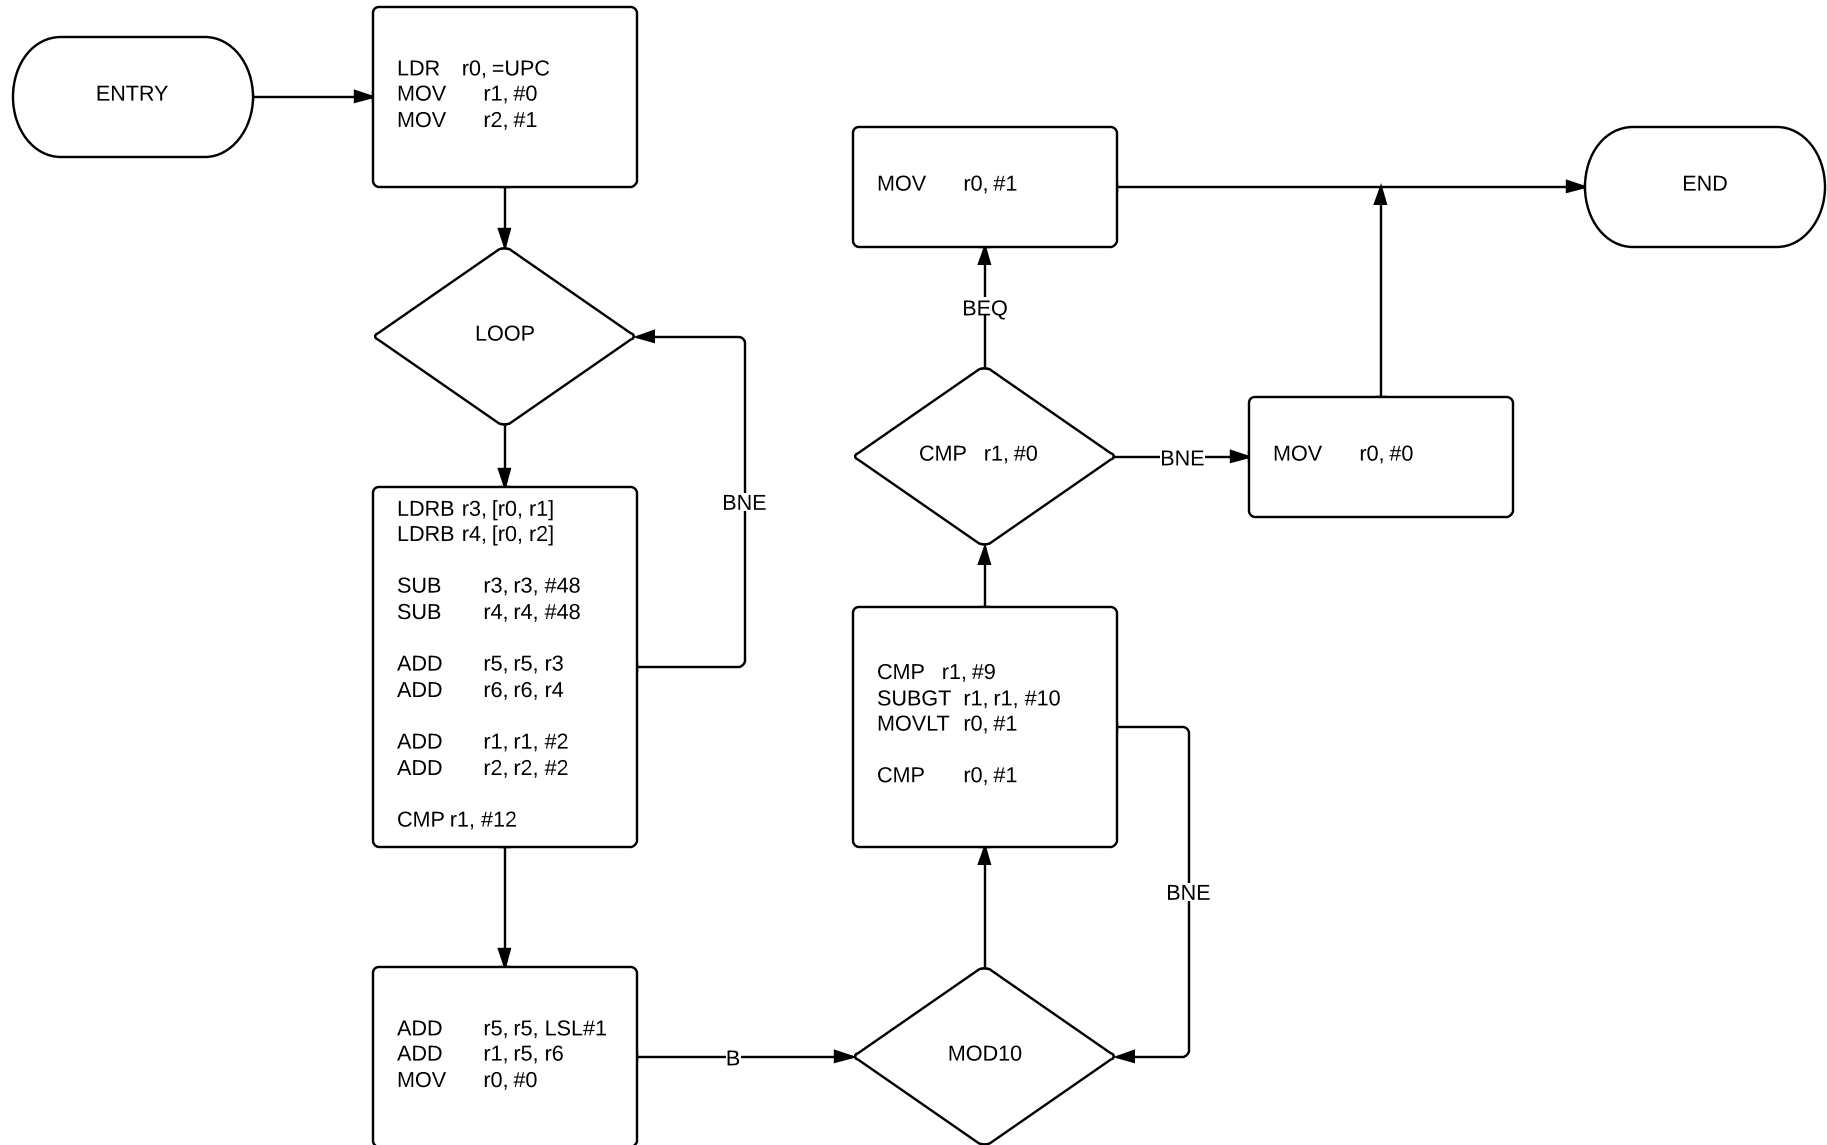 ENTRY
LDR r0, =UPC
MOV r1, #0
MOV r2, #1
LOOP
BNE
LDRB r3, [r0, r1]
LDRB r4, [r0, r2]
SUB r3, r3, #48
SUB r4, r4, #48
ADD r5, r5, r3
ADD r6, r6, r4
ADD r1, r1, #2
ADD r2, r2, #2
CMP r1, #12
ADD r5, r5, LSL#1
ADD r1, r5, r6
MOV r0, #0
B
MOD10
BNE
CMP r1, #9
SUBGT r1, r1, #10
MOVLT r0, #1
CMP r0, #1
CMP r1, #0
BNE
MOV r0, #0
BEQ
MOV r0, #1
END